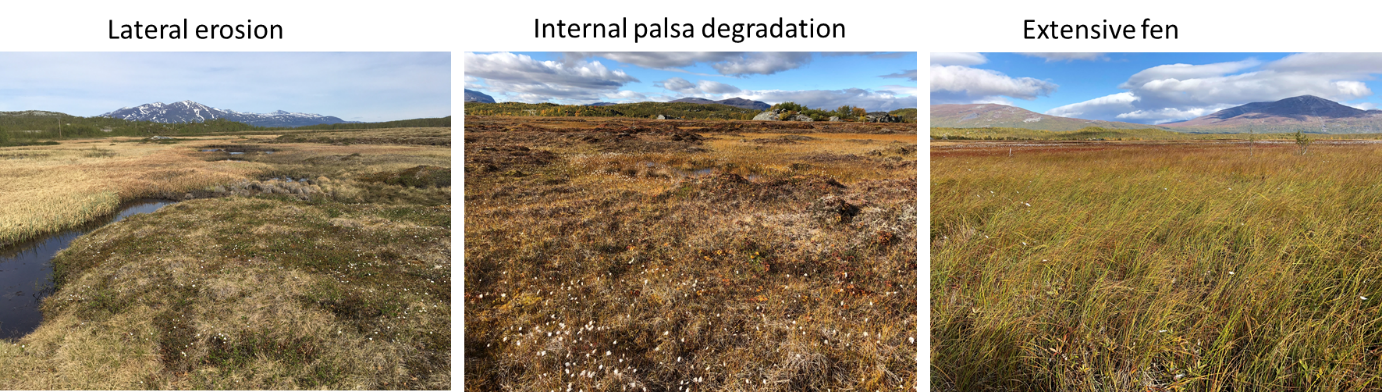 Lateral erosion
Internal palsa degradation
Extensive fen